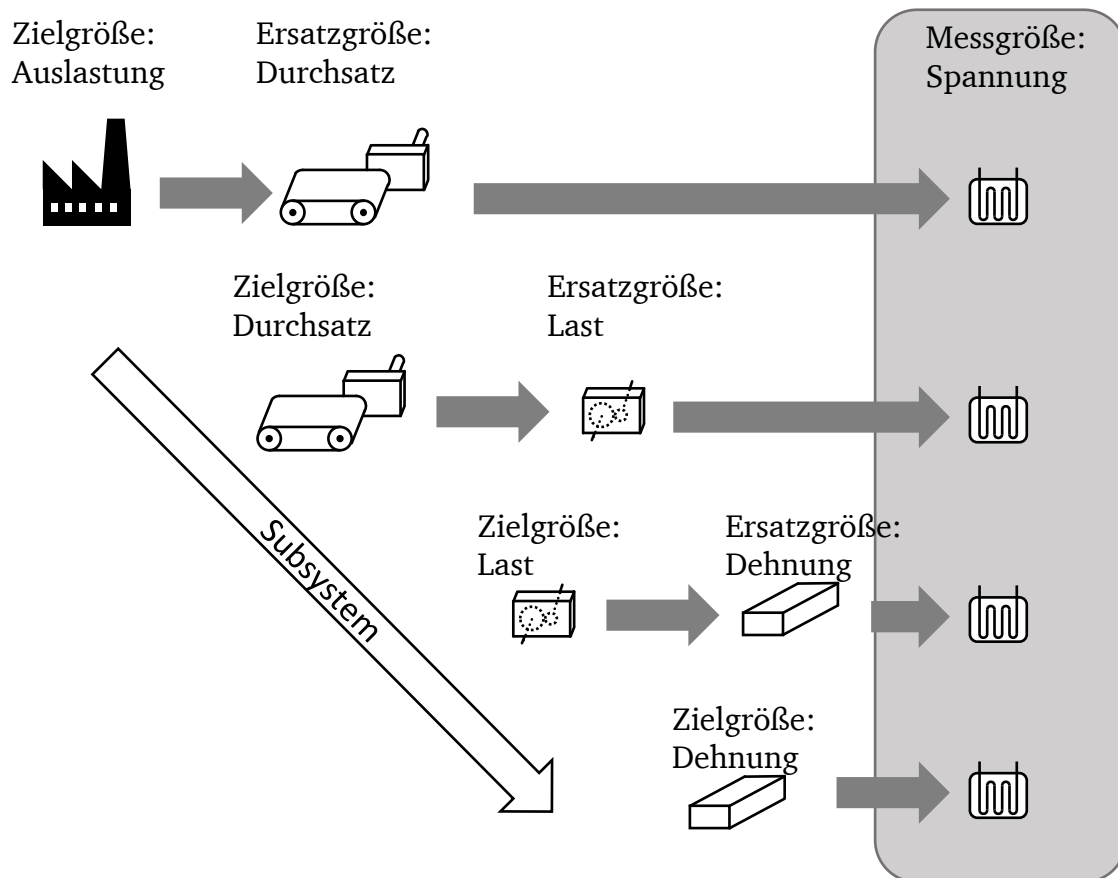 Zielgröße:
Auslastung
Ersatzgröße:
Durchsatz
Messgröße:
Spannung
Zielgröße:
Durchsatz
Ersatzgröße:
Last
Subsystem
Zielgröße:
Last
Ersatzgröße:
Dehnung
Zielgröße:
Dehnung